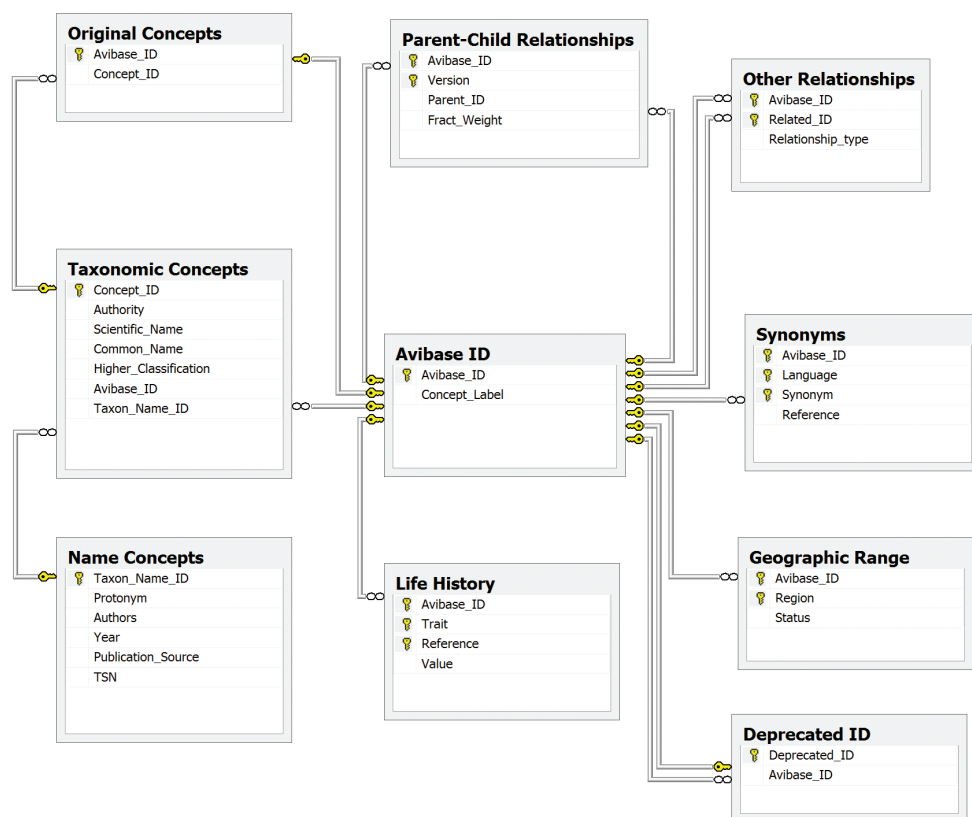 Original Concepts
Avibase_ID
Concept_ID
Parent-Child Relationships
Avibase_ID
Version
Parent_ID
Fract_Weight
Other Relationships
Avibase_ID
Related_ID
Relationship_type
Taxonomic Concepts
Concept_ID
Authority
Scientific_Name
Common_Name
Higher_Classification
Avibase_ID
Taxon_Name_ID
Avibase ID
Avibase_ID
Concept_Label
Synonyms
Avibase_ID
Language
Synonym
Reference
Name Concepts
Taxon_Name_ID
Protonym
Authors
Year
Publication_Source
TSN
Life History
Avibase_ID
Trait
Reference
Value
Geographic Range
Avibase_ID
Region
Status
Deprecated ID
Deprecated_ID
Avibase_ID